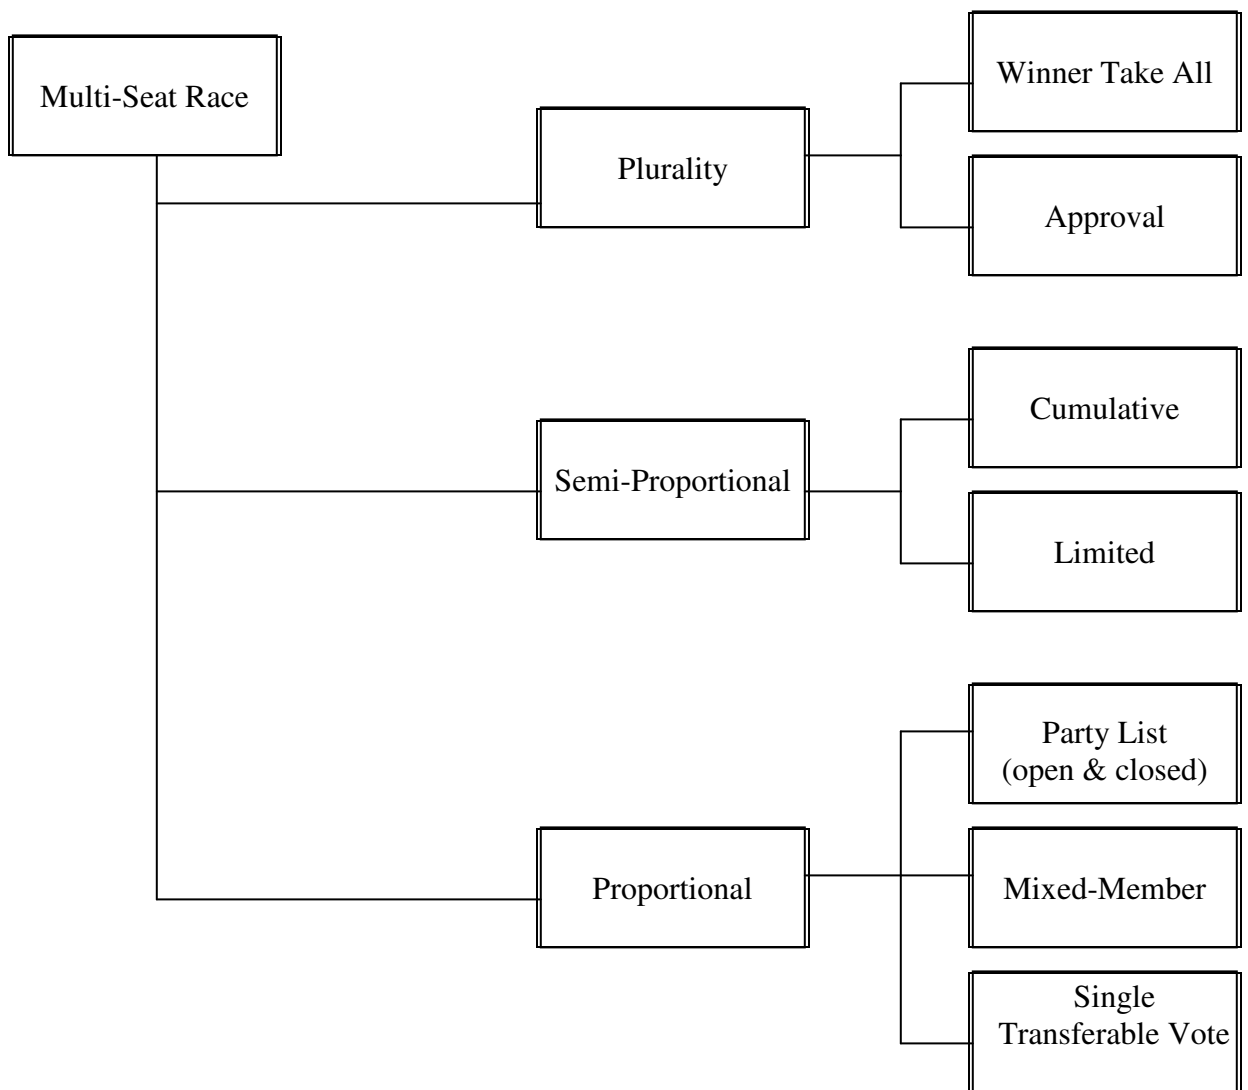 Multi-Seat Race
Plurality
Winner Take All
Approval
Semi-Proportional
Cumulative
Limited
Proportional
Party List
(open & closed)
Mixed-Member
Single
Transferable Vote